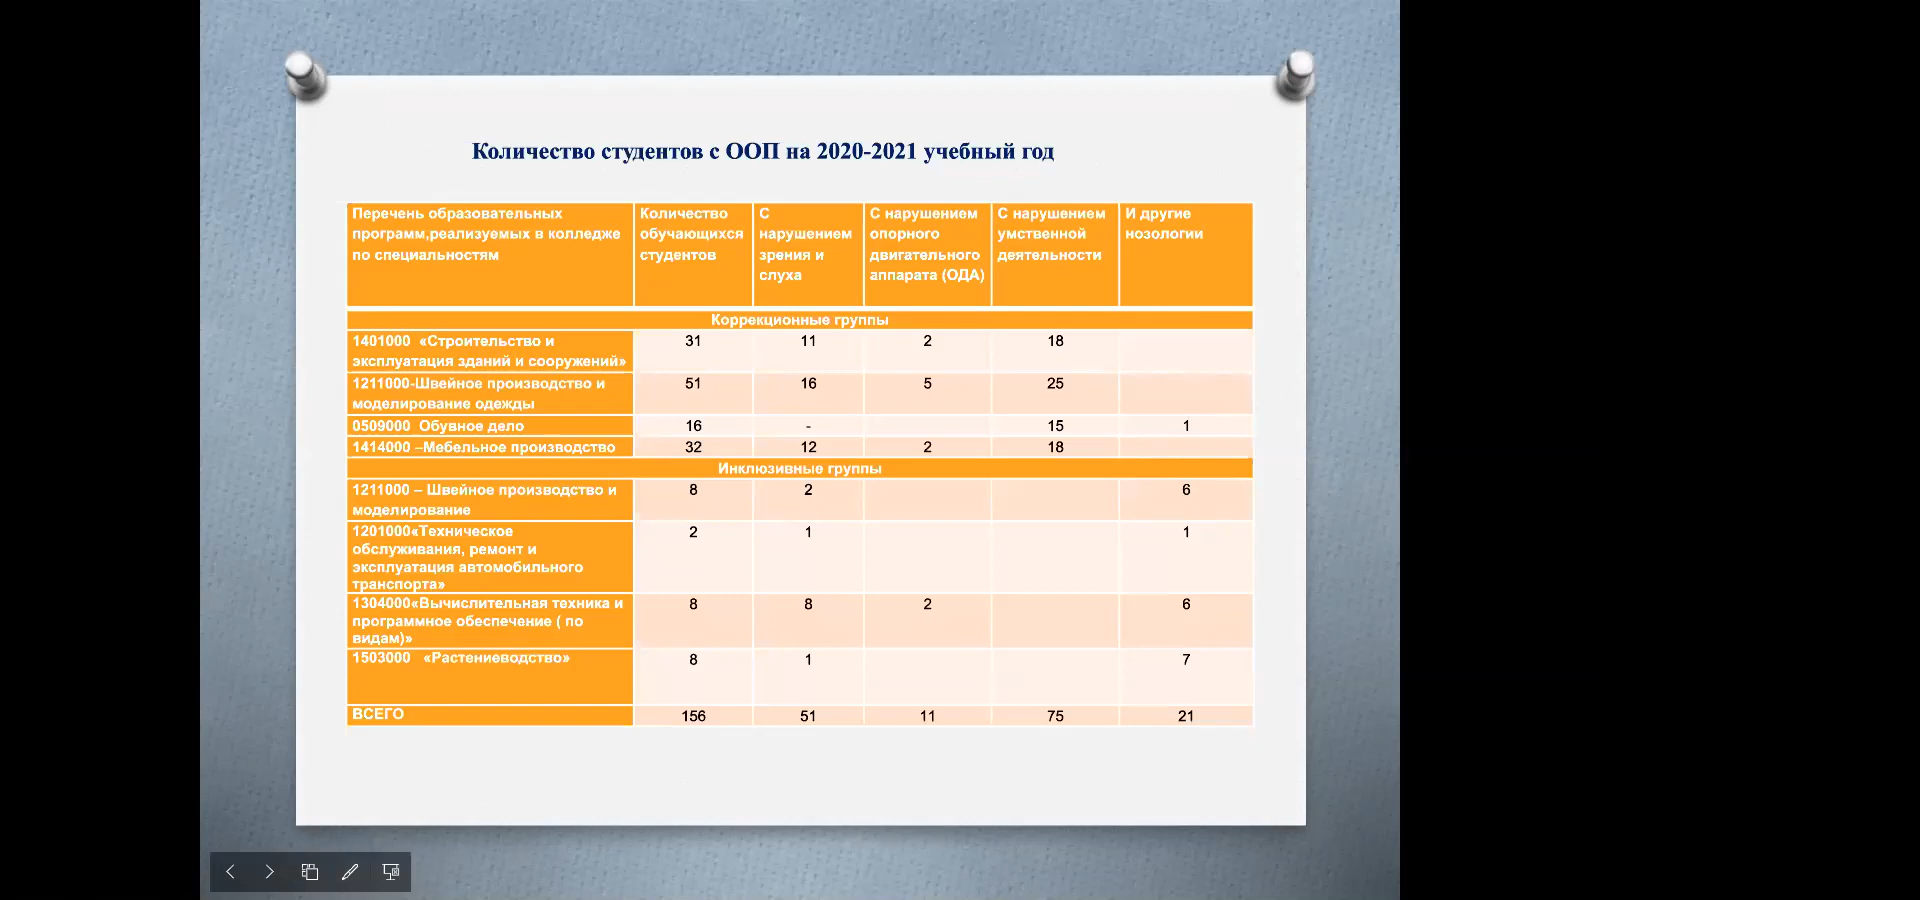 Количество студентов с ООП на 2020-2021 учебный год
Перечень образовательных
программ,реализуемых в колледже
по специальностям
Количество
обучающихся
студентов
С
нарушением
зрения и
слуха
С нарушением
опорного
двигательного
аппарата (ОДА)
С нарушением
умственной
деятельности
И другие
нозологии
Коррекционные группы
1401000 «Строительство и
эксплуатация зданий и сооружений»
31 11 2 18
1211000-Швейное производство и
моделирование одежды
51 16 5 25
0509000 Обувное дело 16 - 15 1
1414000 –Мебельное производство 32 12 2 18
Инклюзивные группы
1211000 – Швейное производство и
моделирование
8 2 6
1201000«Техническое
обслуживания, ремонт и
эксплуатация автомобильного
транспорта»
2 1 1
1304000«Вычислительная техника и
программное обеспечение ( по
видам)»
8 8 2 6
1503000 «Растениеводство» 8 1 7
ВСЕГО 156 51 11 75 21